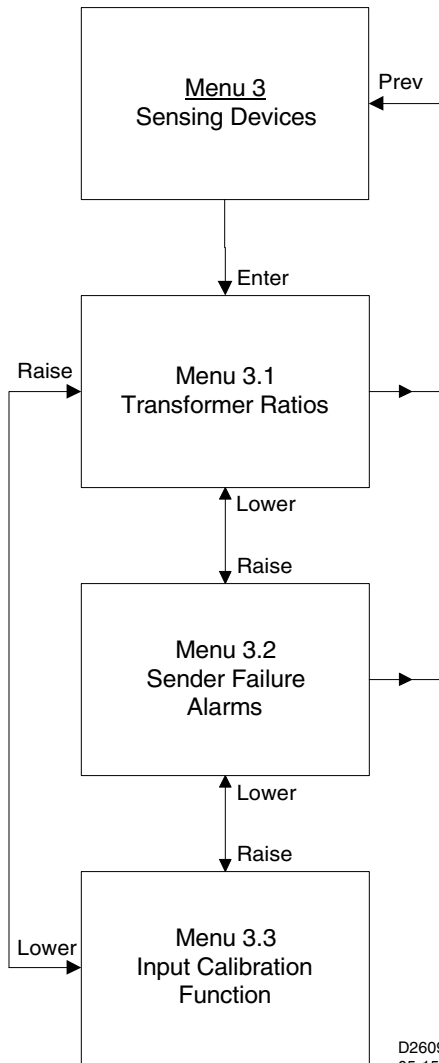 Menu 3
Sensing Devices
Prev
Enter
Raise
Menu 3.1
Transformer Ratios
Lower
Raise
Menu 3.2
Sender Failure
Alarms
Lower
Raise
Lower
Menu 3.3
Input Calibration
Function
D2609